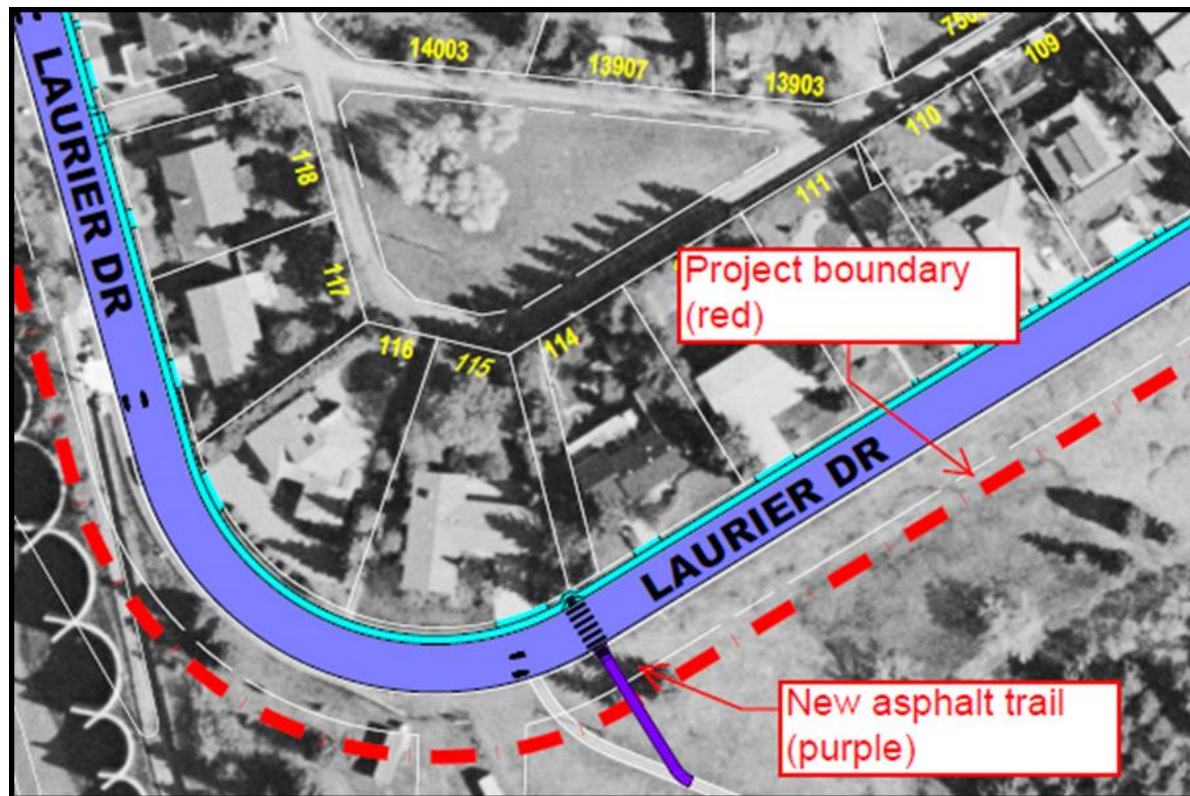 14003
13907
13903
109
110
111
118
117
116
115
114
LAURIER DR
Project boundary
(red)
LAURIER DR
New asphalt trail
(purple)